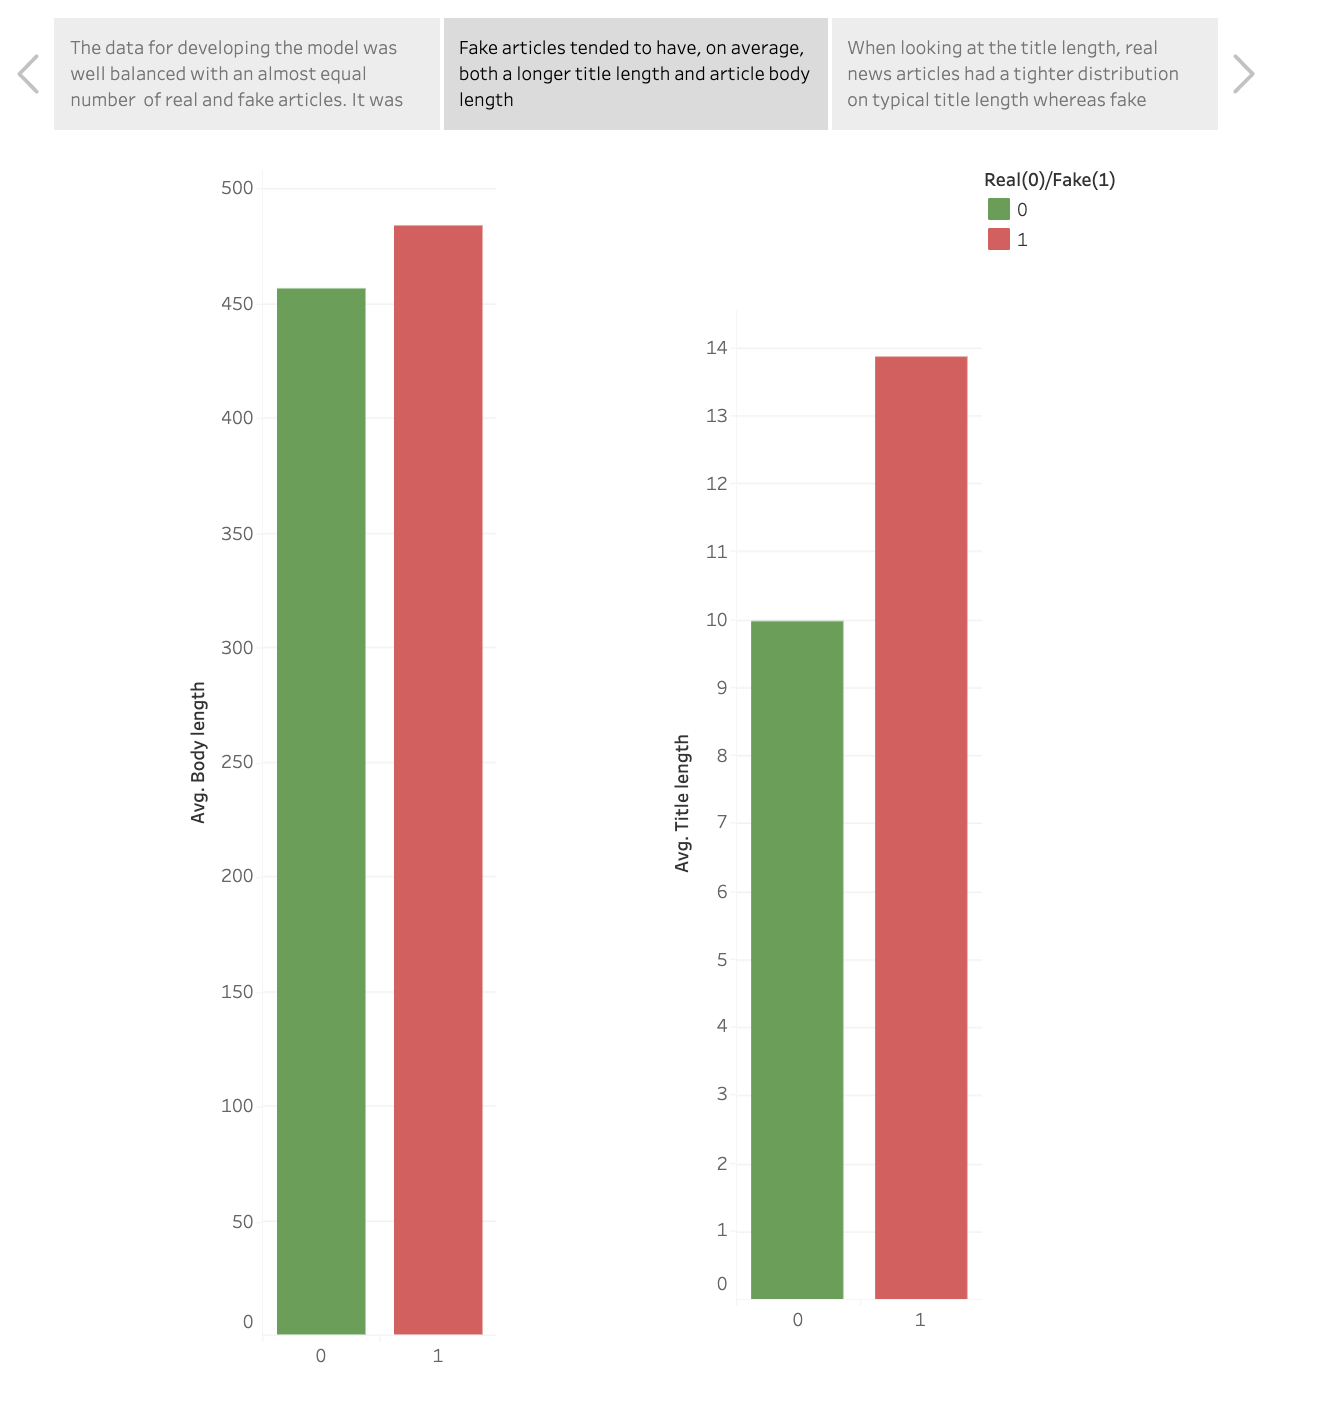 The data for developing the model was
well balanced with an almost equal
number  of real and fake articles. It was
Fake articles tended to have, on average,
both a longer title length and article body
length
When looking at the title length, real
news articles had a tighter distribution
on typical title length whereas fake
Real(0)/Fake(1)
0
1
Avg. Body length
500
450
400
350
300
250
200
150
100
50
0
0
1
Avg. Title length
14
13
12
11
10
9
8
7
6
5
4
3
2
1
0
0
1